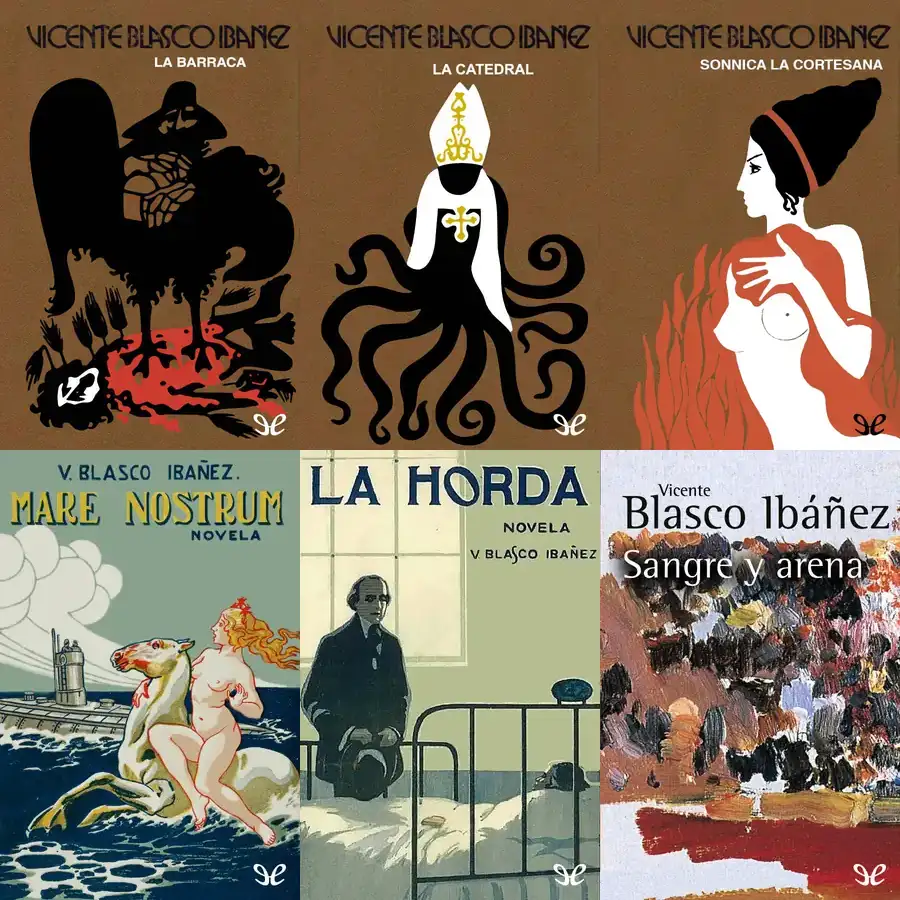 VICENTE BLASCO IBAÑEZ
LA BARRACA
VICENTE BLASCO IBAÑEZ
LA CATEDRAL
VICENTE BLASCO IBAÑEZ
SONNICA LA CORTESANA
V. BLASCO IBAÑEZ.
MARE NOSTRUM
NOVELA
LA HORDA
NOVELA
V. BLASCO IBAÑEZ
Vicente
Blasco Ibáñez
Sangre y arena